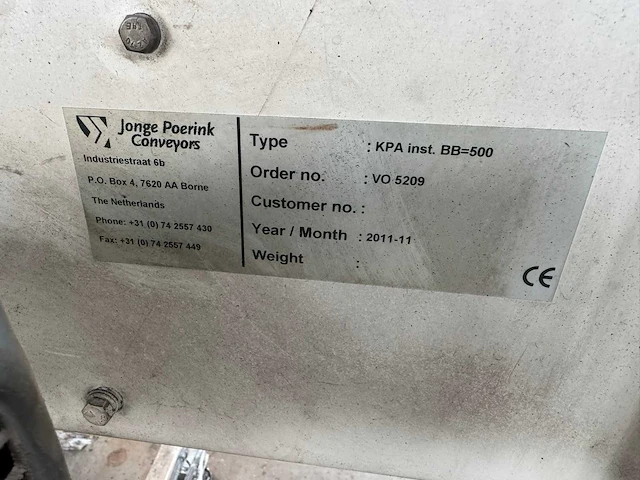 Jonge Poerink
Conveyors
Industriestraat 6b
P.O. Box 4, 7620 AA Borne
The Netherlands
Phone: +31 (0) 74 2557 430
Fax: +31 (0) 74 2557 449
Type : KPA inst. BB=500
Order no. : VO 5209
Customer no. :
Year / Month : 2011-11
Weight :
CE